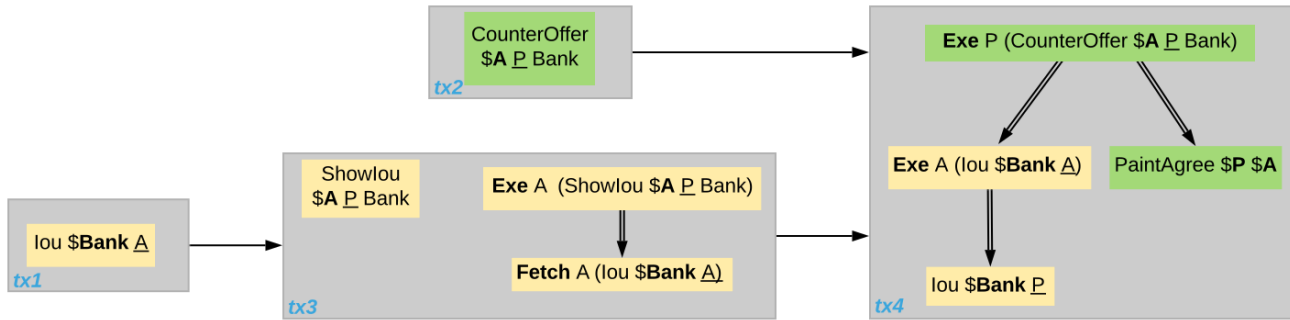 CounterOffer
$A P Bank
tx2
Exe P (CounterOffer $A P Bank)
Exe A (Iou $Bank A)
PaintAgree $P $A
Iou $Bank P
tx4
ShowIou
$A P Bank
Exe A (ShowIou $A P Bank)
Fetch A (Iou $Bank A)
tx3
Iou $Bank A
tx1